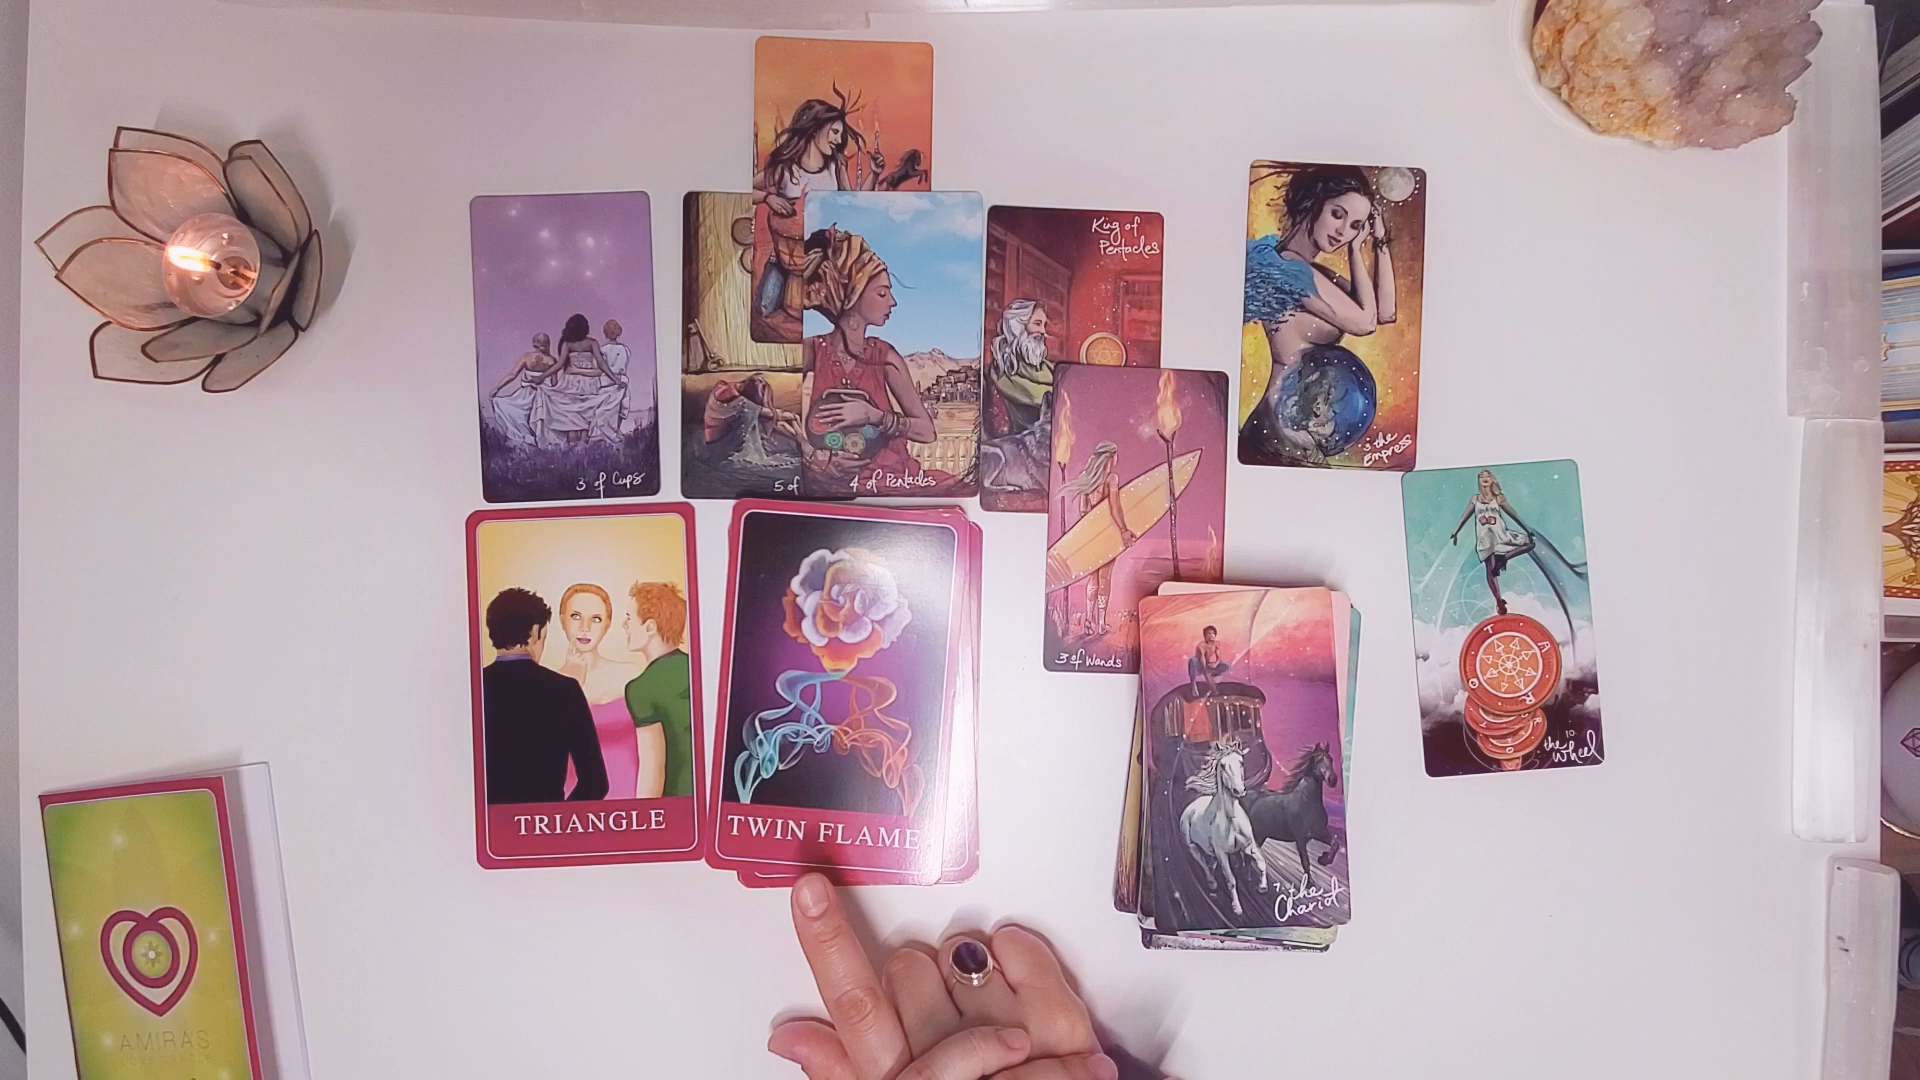 King of
Pentacles
3 of Cups
5 of
4 of Pentacles
3 the
Empress
3 of Wands
TAROT
10
the
Wheel
TRIANGLE
TWIN FLAME
7 the
Chariot
AMIRA'S